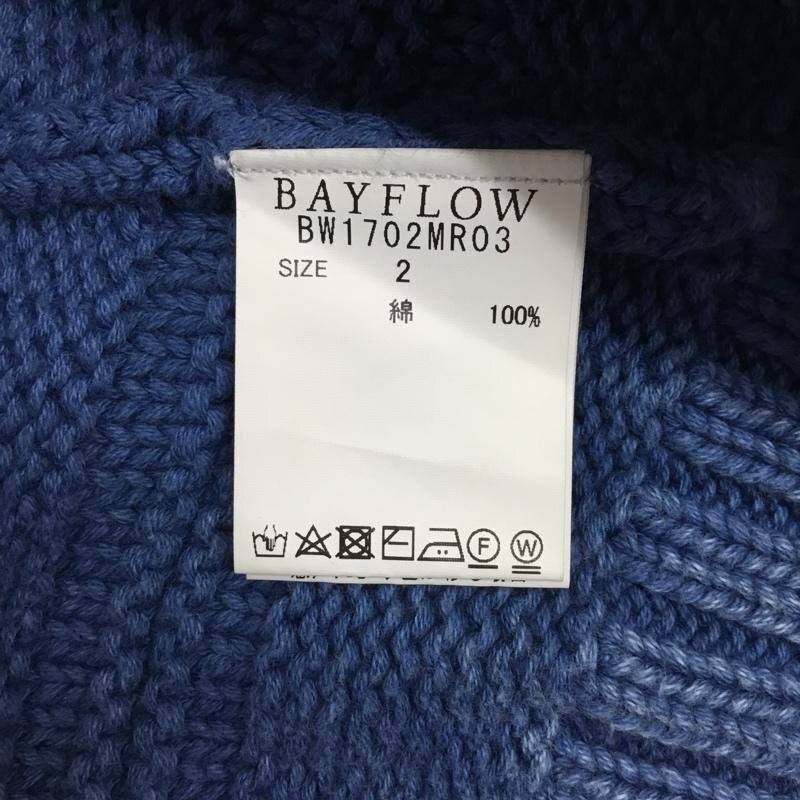 BAYFLOW
BW1702MR03
SIZE 2
綿 100%
F W